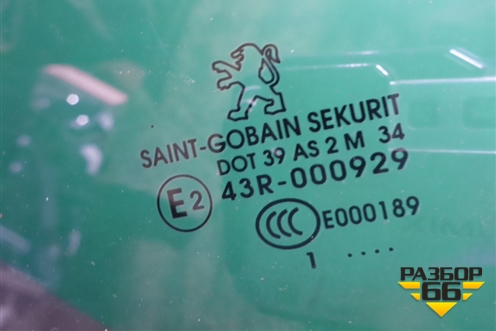 SAINT-GOBAIN SEKURIT
DOT 39 AS 2 M 34
E2 43R-000929
CCC E000189
1 ....
РАЗБОР
66